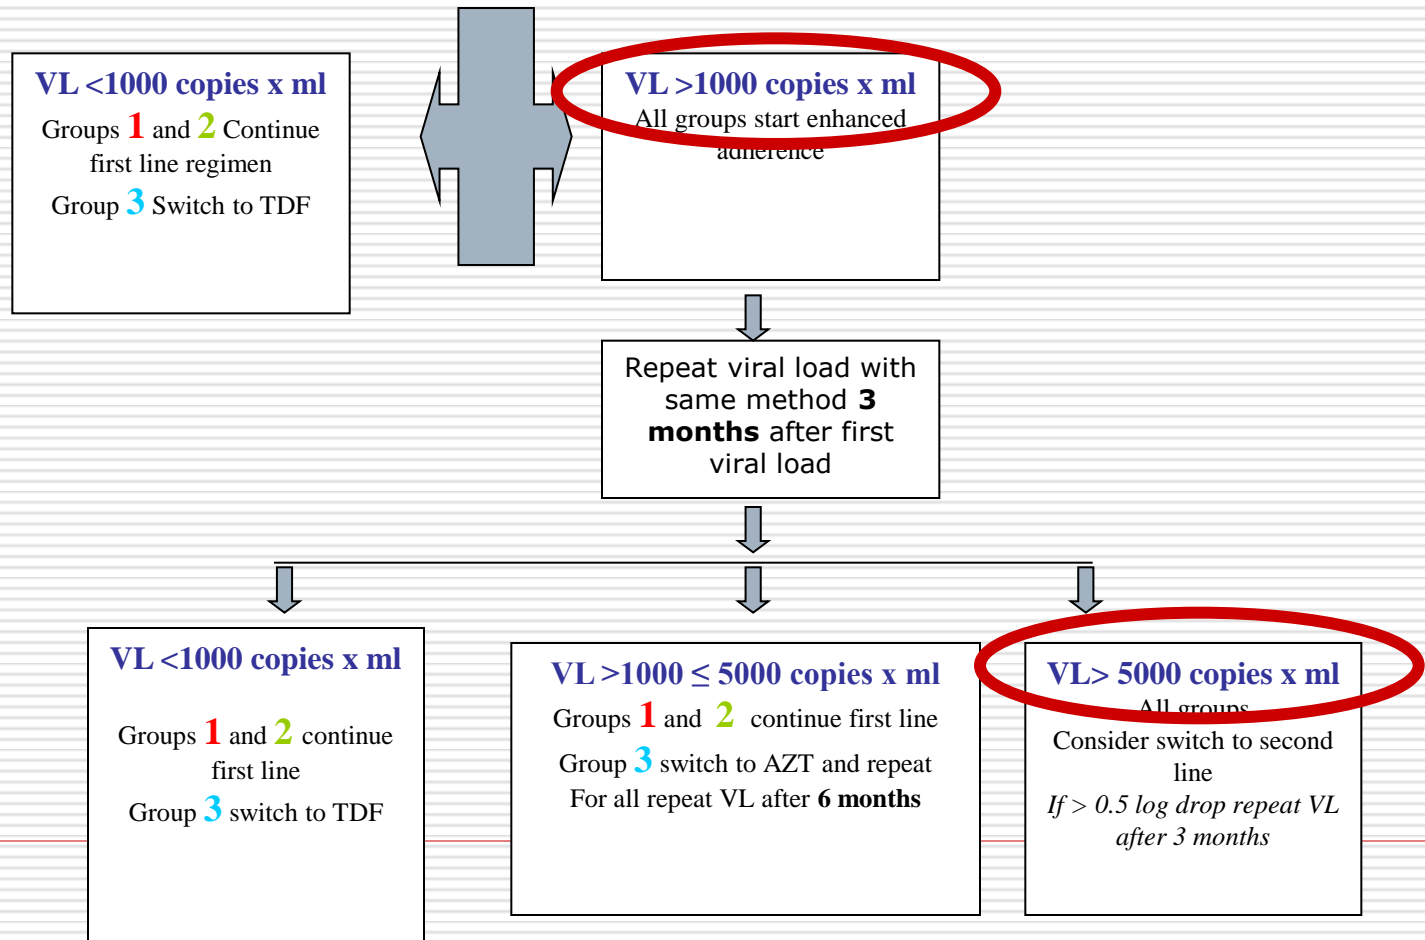 VL <1000 copies x ml
Groups 1 and 2 Continue
first line regimen
Group 3 Switch to TDF
VL >1000 copies x ml
All groups start enhanced
adherence
Repeat viral load with
same method 3
months after first
viral load
VL <1000 copies x ml
Groups 1 and 2 continue
first line
Group 3 switch to TDF
VL >1000 ≤ 5000 copies x ml
Groups 1 and 2 continue first line
Group 3 switch to AZT and repeat
For all repeat VL after 6 months
VL> 5000 copies x ml
All groups
Consider switch to second
line
If > 0.5 log drop repeat VL
after 3 months